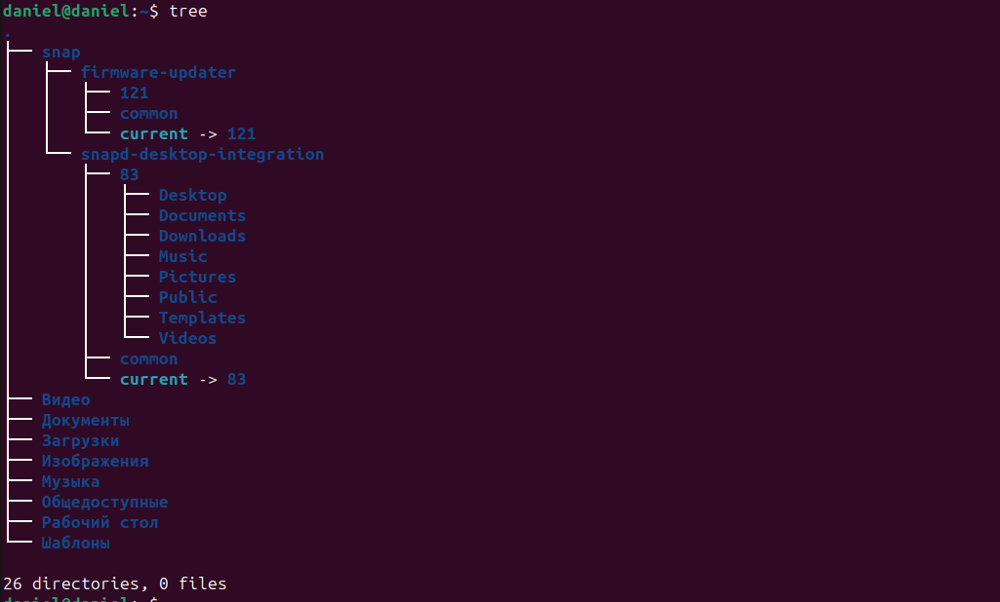 daniel@daniel:~$ tree
.
├── snap
│   ├── firmware-updater
│   │   ├── 121
│   │   ├── common
│   │   └── current -> 121
│   └── snapd-desktop-integration
│       ├── 83
│       │   ├── Desktop
│       │   ├── Documents
│       │   ├── Downloads
│       │   ├── Music
│       │   ├── Pictures
│       │   ├── Public
│       │   ├── Templates
│       │   └── Videos
│       ├── common
│       └── current -> 83
├── Видео
├── Документы
├── Загрузки
├── Изображения
├── Музыка
├── Общедоступные
├── Рабочий стол
└── Шаблоны

26 directories, 0 files
daniel@daniel:~$